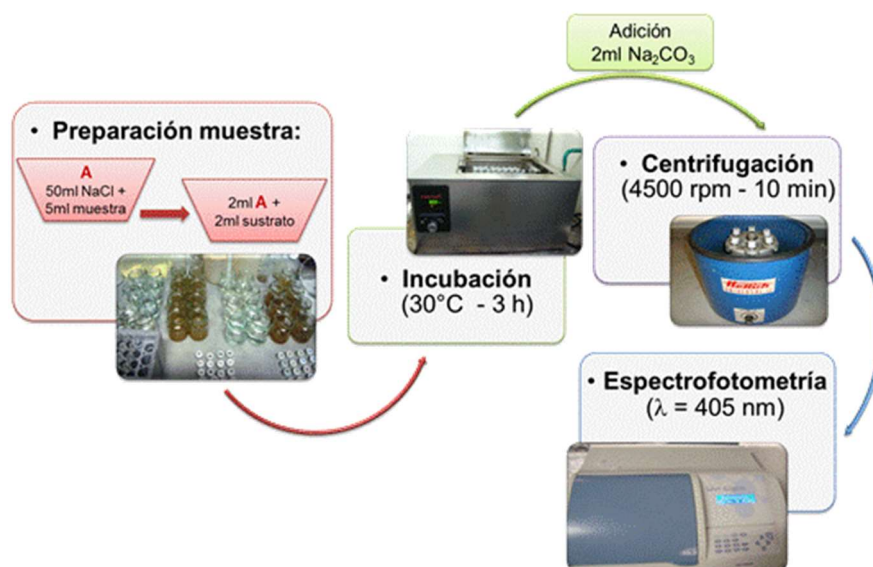 Adición
2ml Na₂CO₃
• Preparación muestra:
A
50ml NaCl +
5ml muestra
2ml A +
2ml sustrato
• Incubación
(30°C - 3 h)
• Centrifugación
(4500 rpm - 10 min)
Hettich
• Espectrofotometría
(λ = 405 nm)